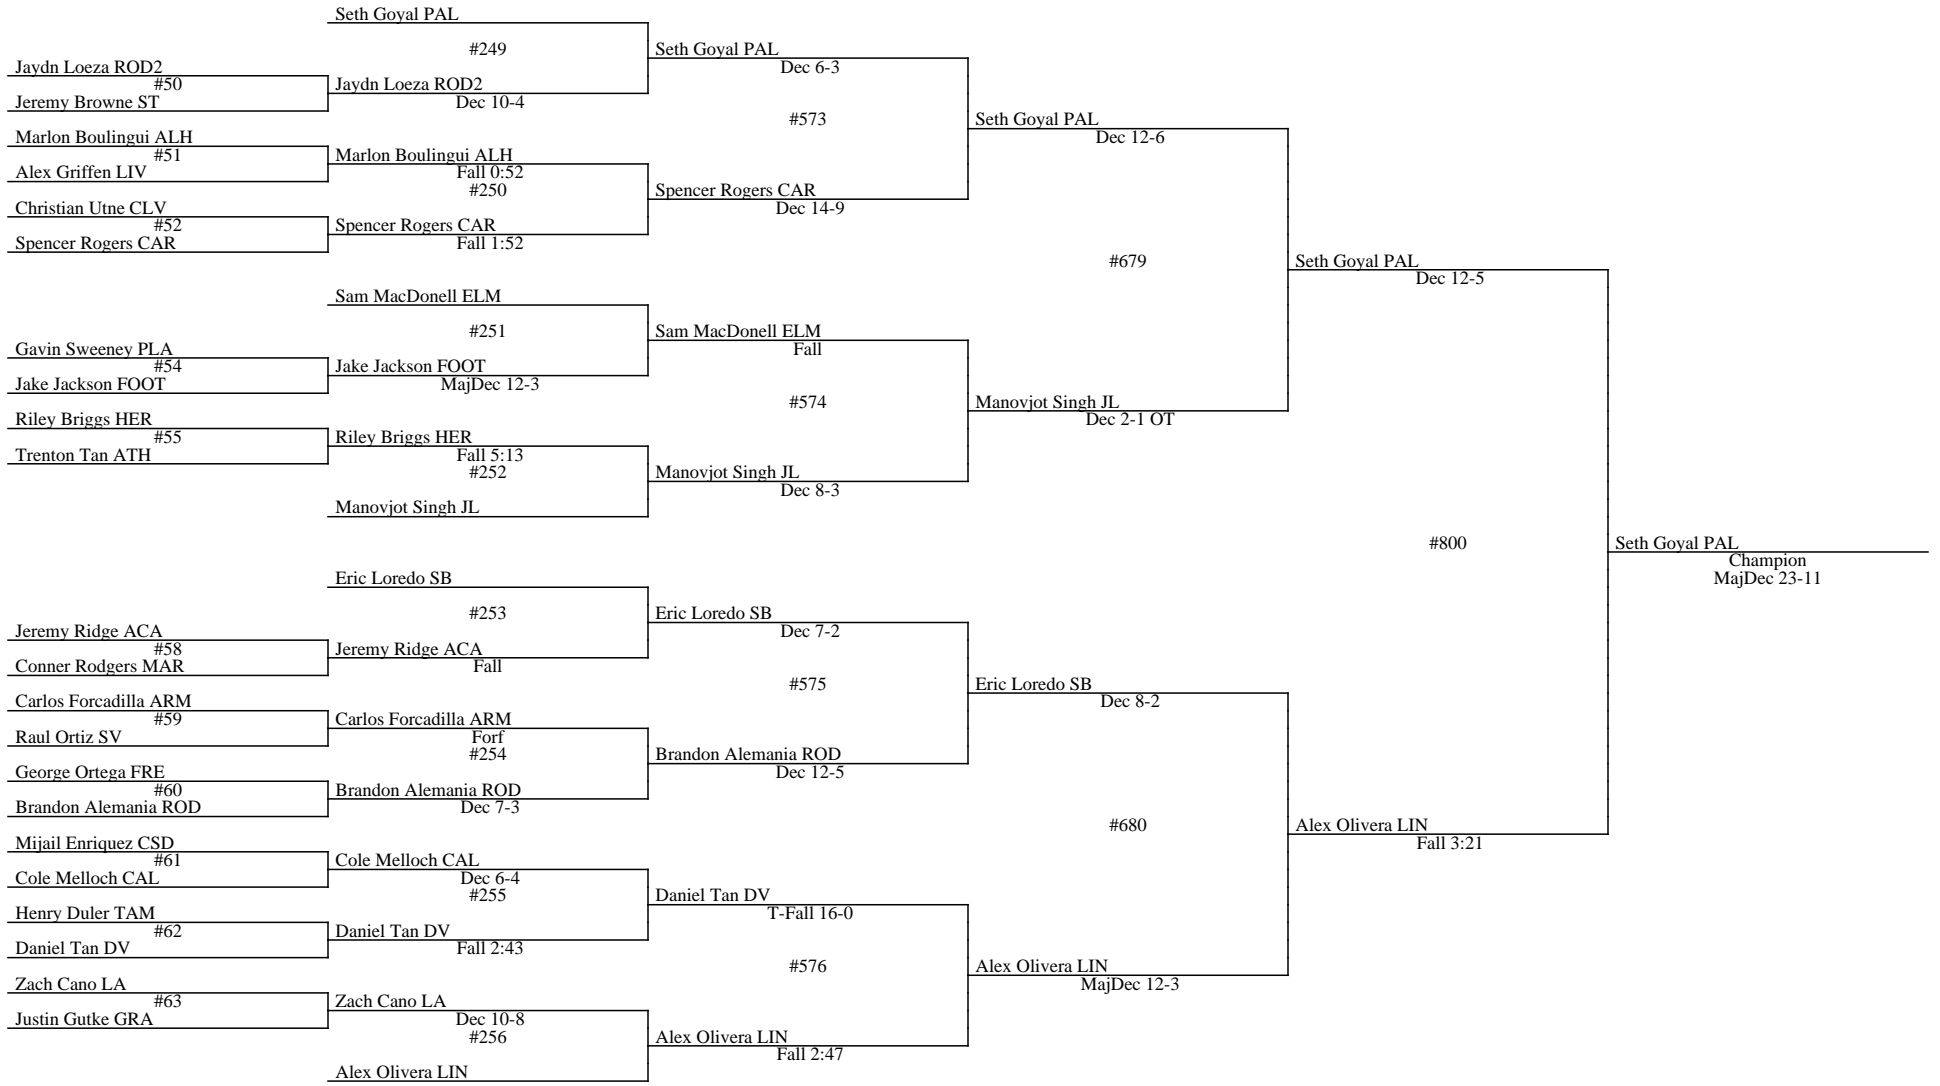 Seth Goyal PAL
#249
Seth Goyal PAL
Dec 6-3
Jaydn Loeza ROD2
#50
Jeremy Browne ST
Jaydn Loeza ROD2
Dec 10-4
#573
Seth Goyal PAL
Dec 12-6
Marlon Boulingui ALH
#51
Alex Griffen LIV
Marlon Boulingui ALH
Fall 0:52
#250
Spencer Rogers CAR
Dec 14-9
Christian Utne CLV
#52
Spencer Rogers CAR
Spencer Rogers CAR
Fall 1:52
#679
Seth Goyal PAL
Dec 12-5
Sam MacDonell ELM
#251
Sam MacDonell ELM
Fall
Gavin Sweeney PLA
#54
Jake Jackson FOOT
Jake Jackson FOOT
MajDec 12-3
#574
Manovjot Singh JL
Dec 2-1 OT
Riley Briggs HER
#55
Trenton Tan ATH
Riley Briggs HER
Fall 5:13
#252
Manovjot Singh JL
Dec 8-3
Manovjot Singh JL
#800
Seth Goyal PAL
Champion
MajDec 23-11
Eric Loredo SB
#253
Eric Loredo SB
Dec 7-2
Jeremy Ridge ACA
#58
Conner Rodgers MAR
Jeremy Ridge ACA
Fall
#575
Eric Loredo SB
Dec 8-2
Carlos Forcadilla ARM
#59
Raul Ortiz SV
Carlos Forcadilla ARM
Forf
#254
Brandon Alemania ROD
Dec 12-5
George Ortega FRE
#60
Brandon Alemania ROD
Brandon Alemania ROD
Dec 7-3
#680
Alex Olivera LIN
Fall 3:21
Mijail Enriquez CSD
#61
Cole Melloch CAL
Cole Melloch CAL
Dec 6-4
#255
Daniel Tan DV
T-Fall 16-0
Henry Duler TAM
#62
Daniel Tan DV
Daniel Tan DV
Fall 2:43
#576
Alex Olivera LIN
MajDec 12-3
Zach Cano LA
#63
Justin Gutke GRA
Zach Cano LA
Dec 10-8
#256
Alex Olivera LIN
Fall 2:47
Alex Olivera LIN